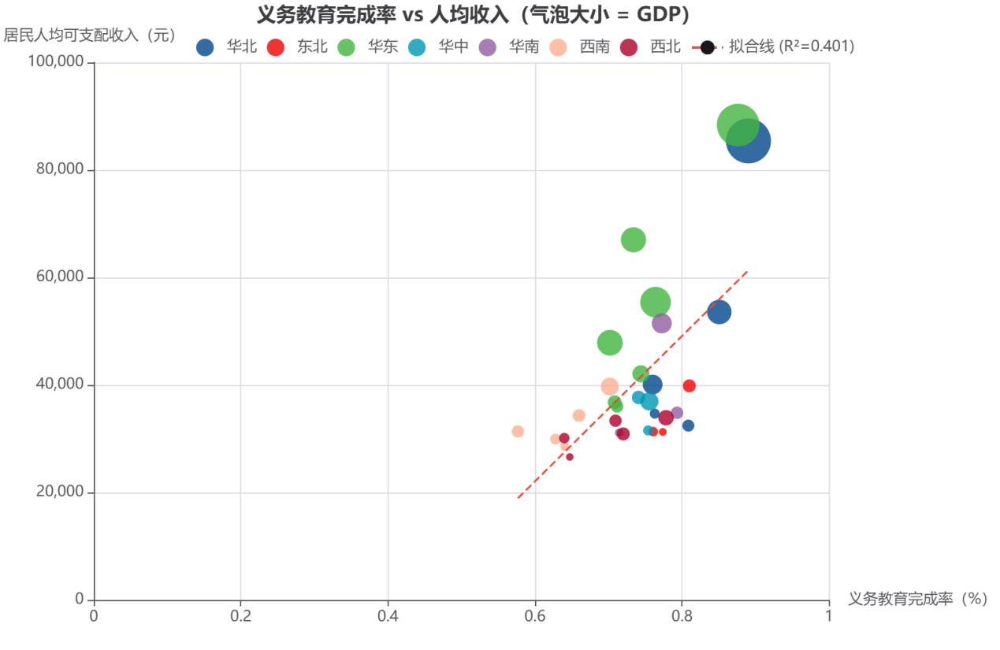 义务教育完成率 vs 人均收入（气泡大小 = GDP）
居民人均可支配收入（元）
华北 东北 华东 华中 华南 西南 西北 拟合线 (R²=0.401)
100,000
80,000
60,000
40,000
20,000
0
0 0.2 0.4 0.6 0.8 1
义务教育完成率（%）